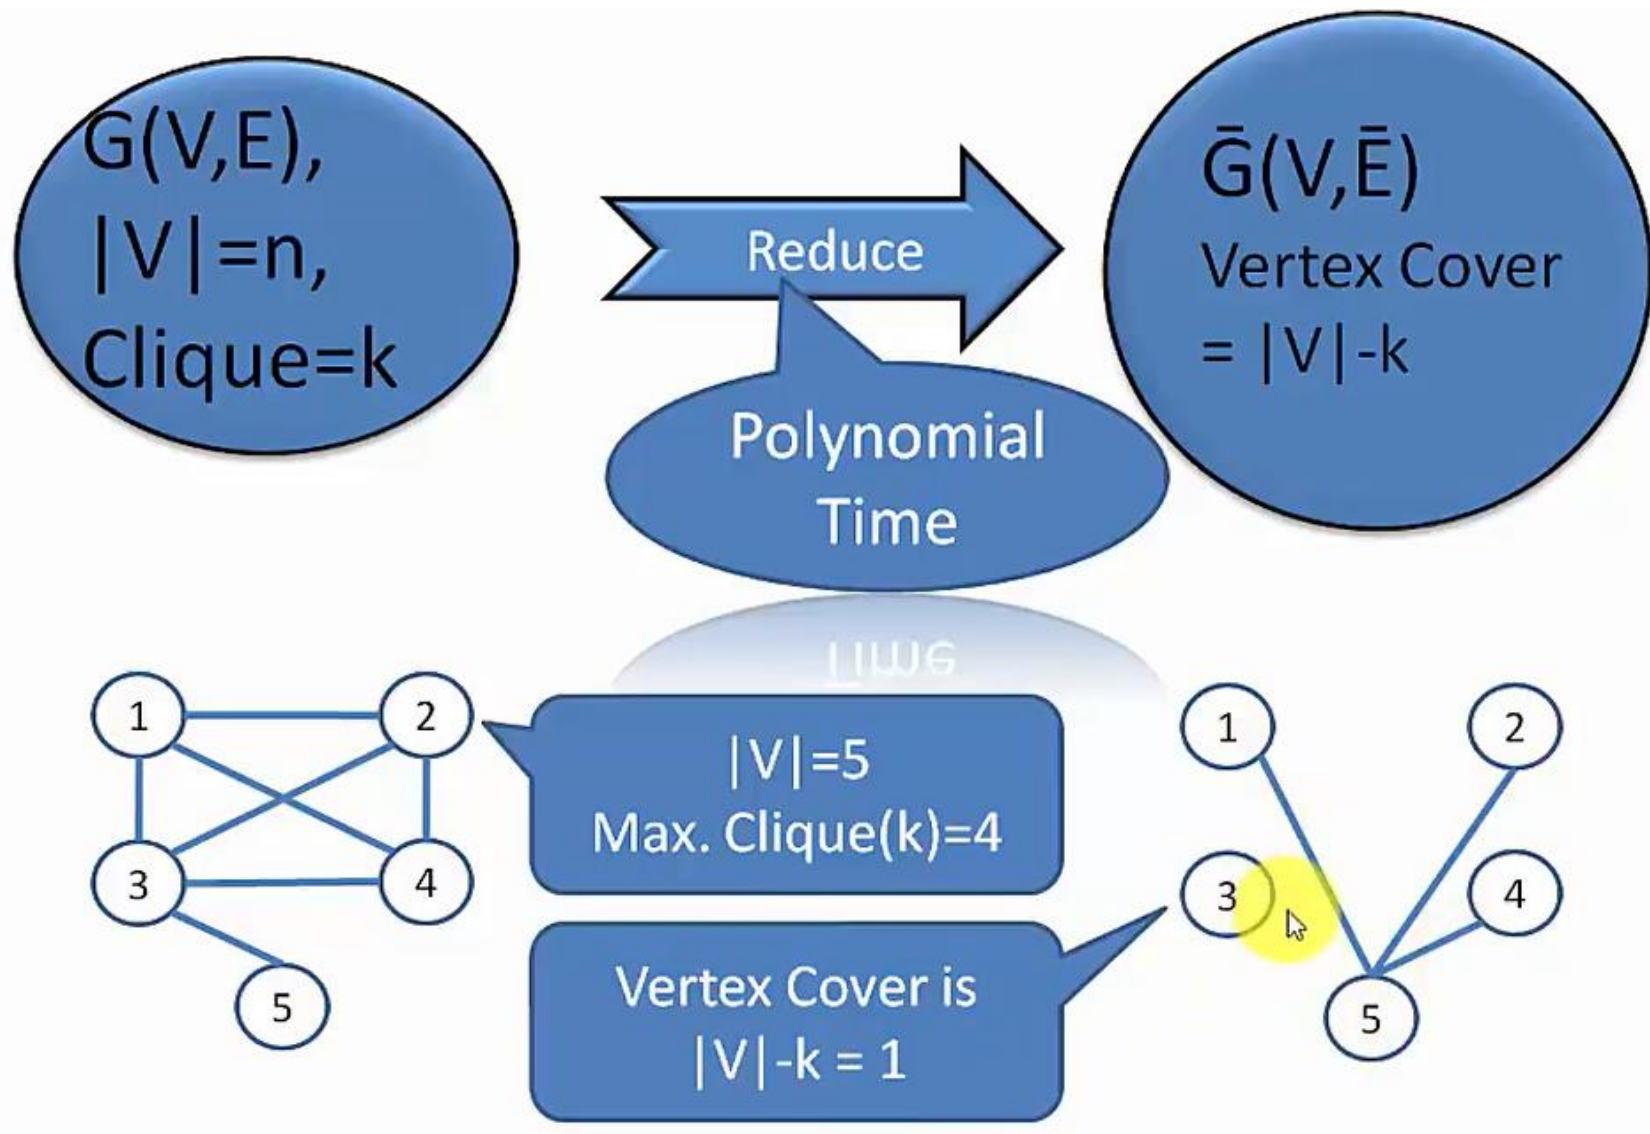 G(V,E),
|V|=n,
Clique=k
Reduce
Polynomial
Time
Ḡ(V,Ē)
Vertex Cover
= |V|-k
Time
1
2
3
4
5
|V|=5
Max. Clique(k)=4
Vertex Cover is
|V|-k = 1
1
2
3
4
5